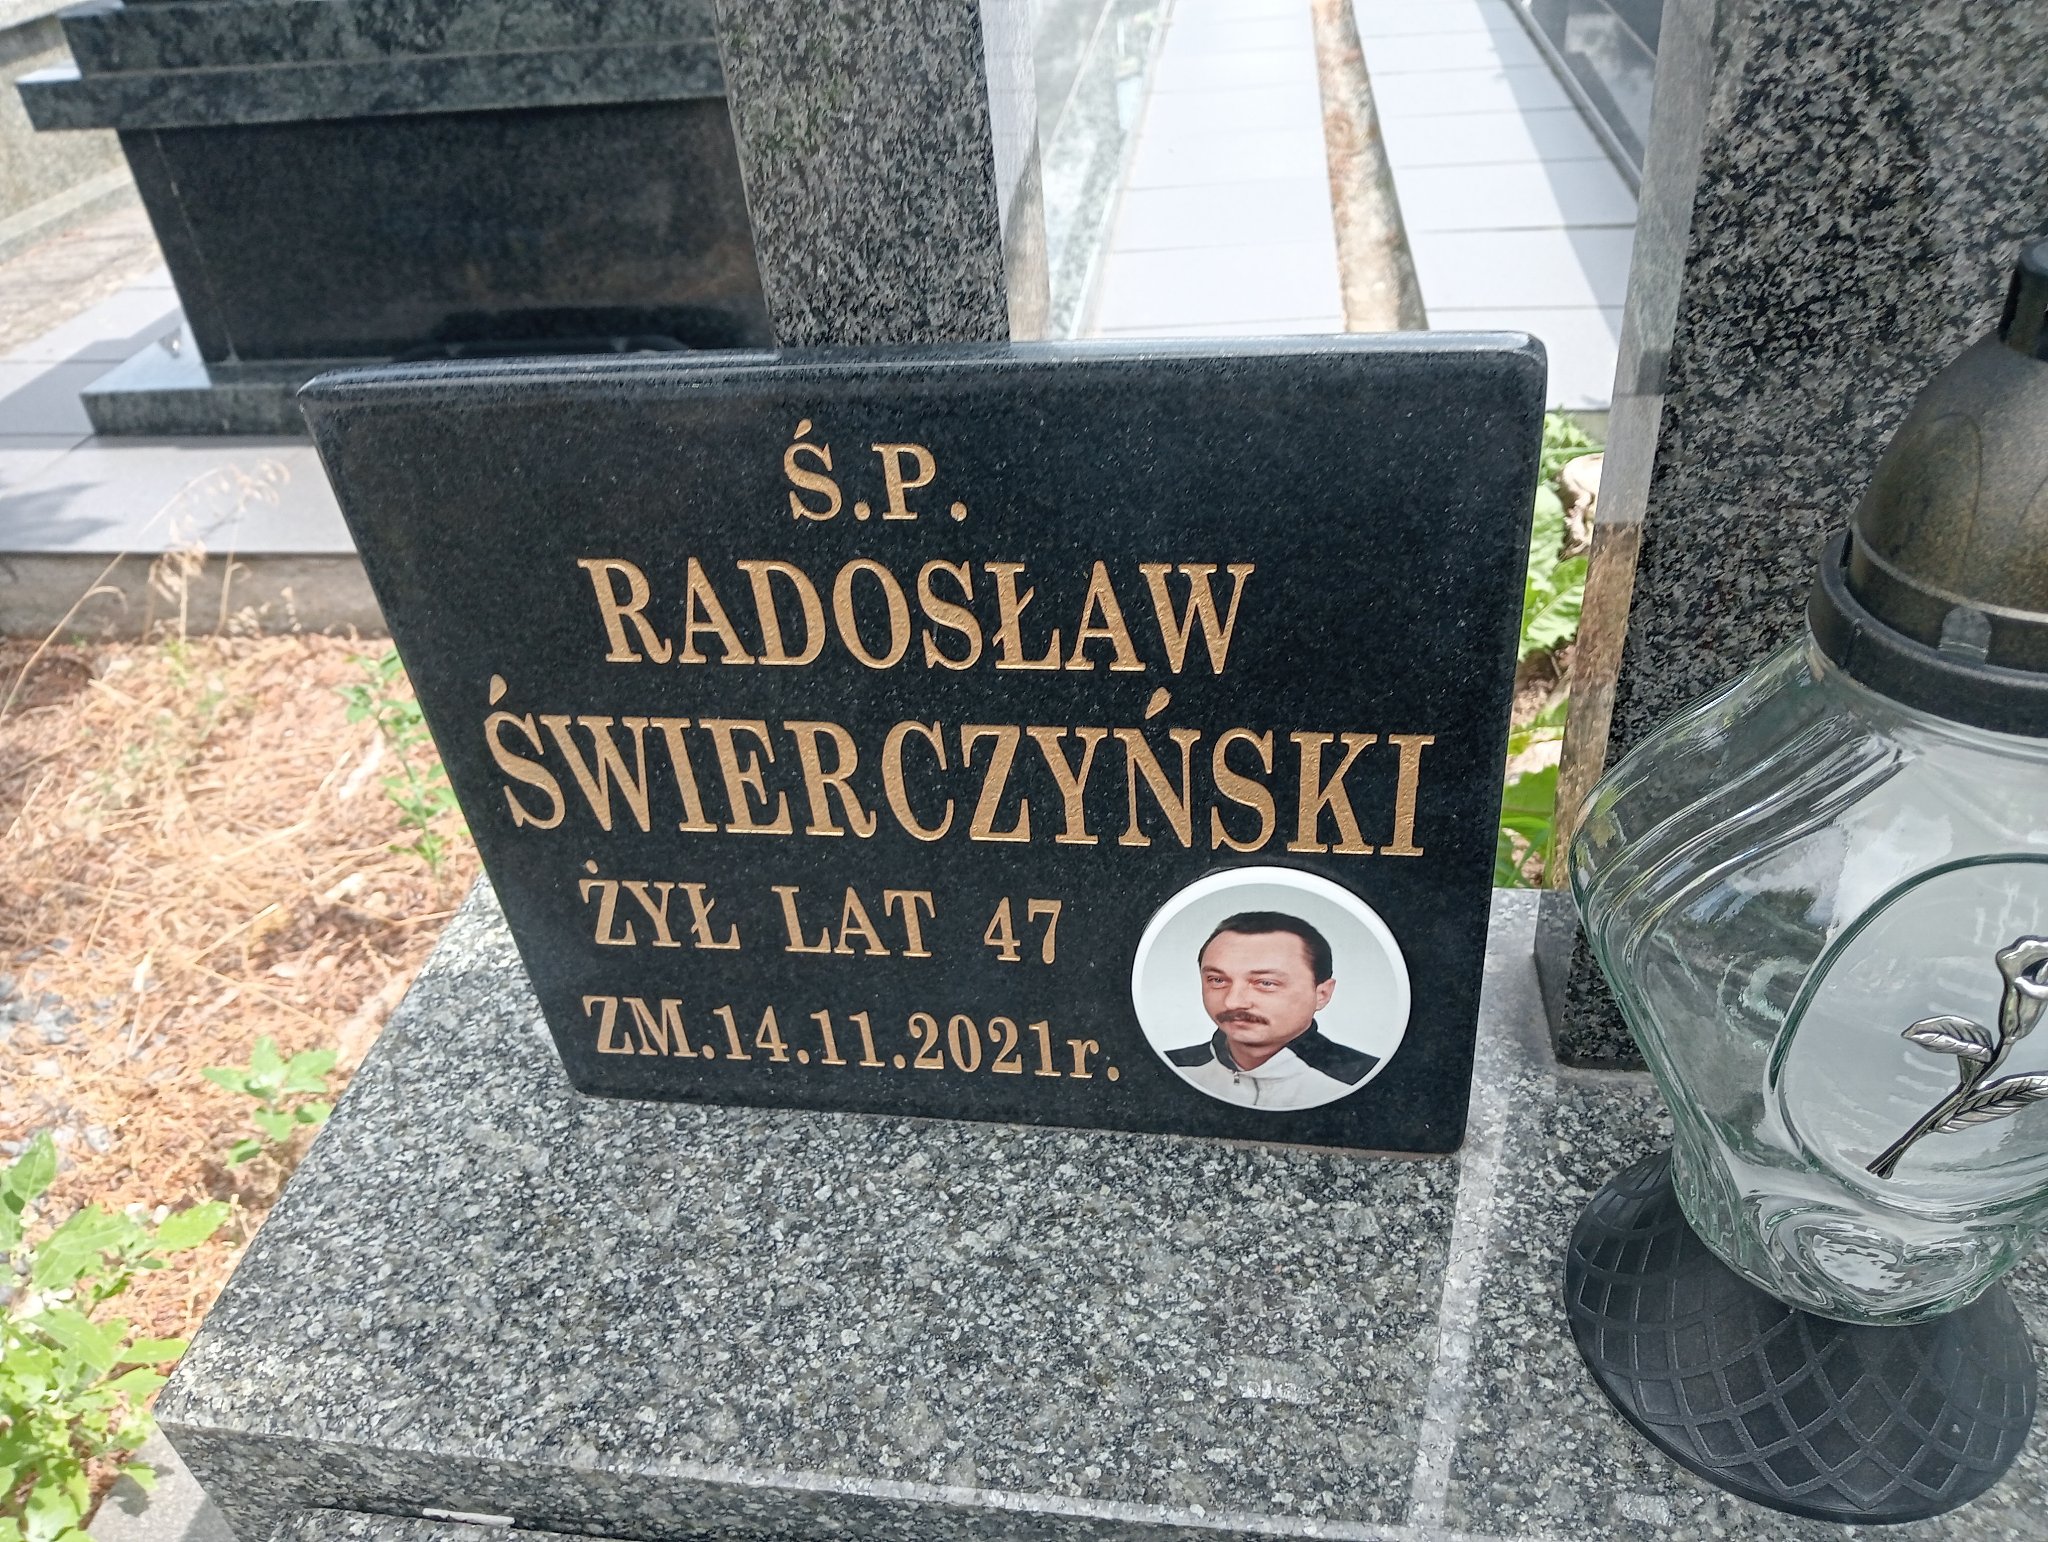 Ś.P.
RADOSŁAW
ŚWIERCZYŃSKI
ŻYŁ LAT 47
ZM.14.11.2021r.